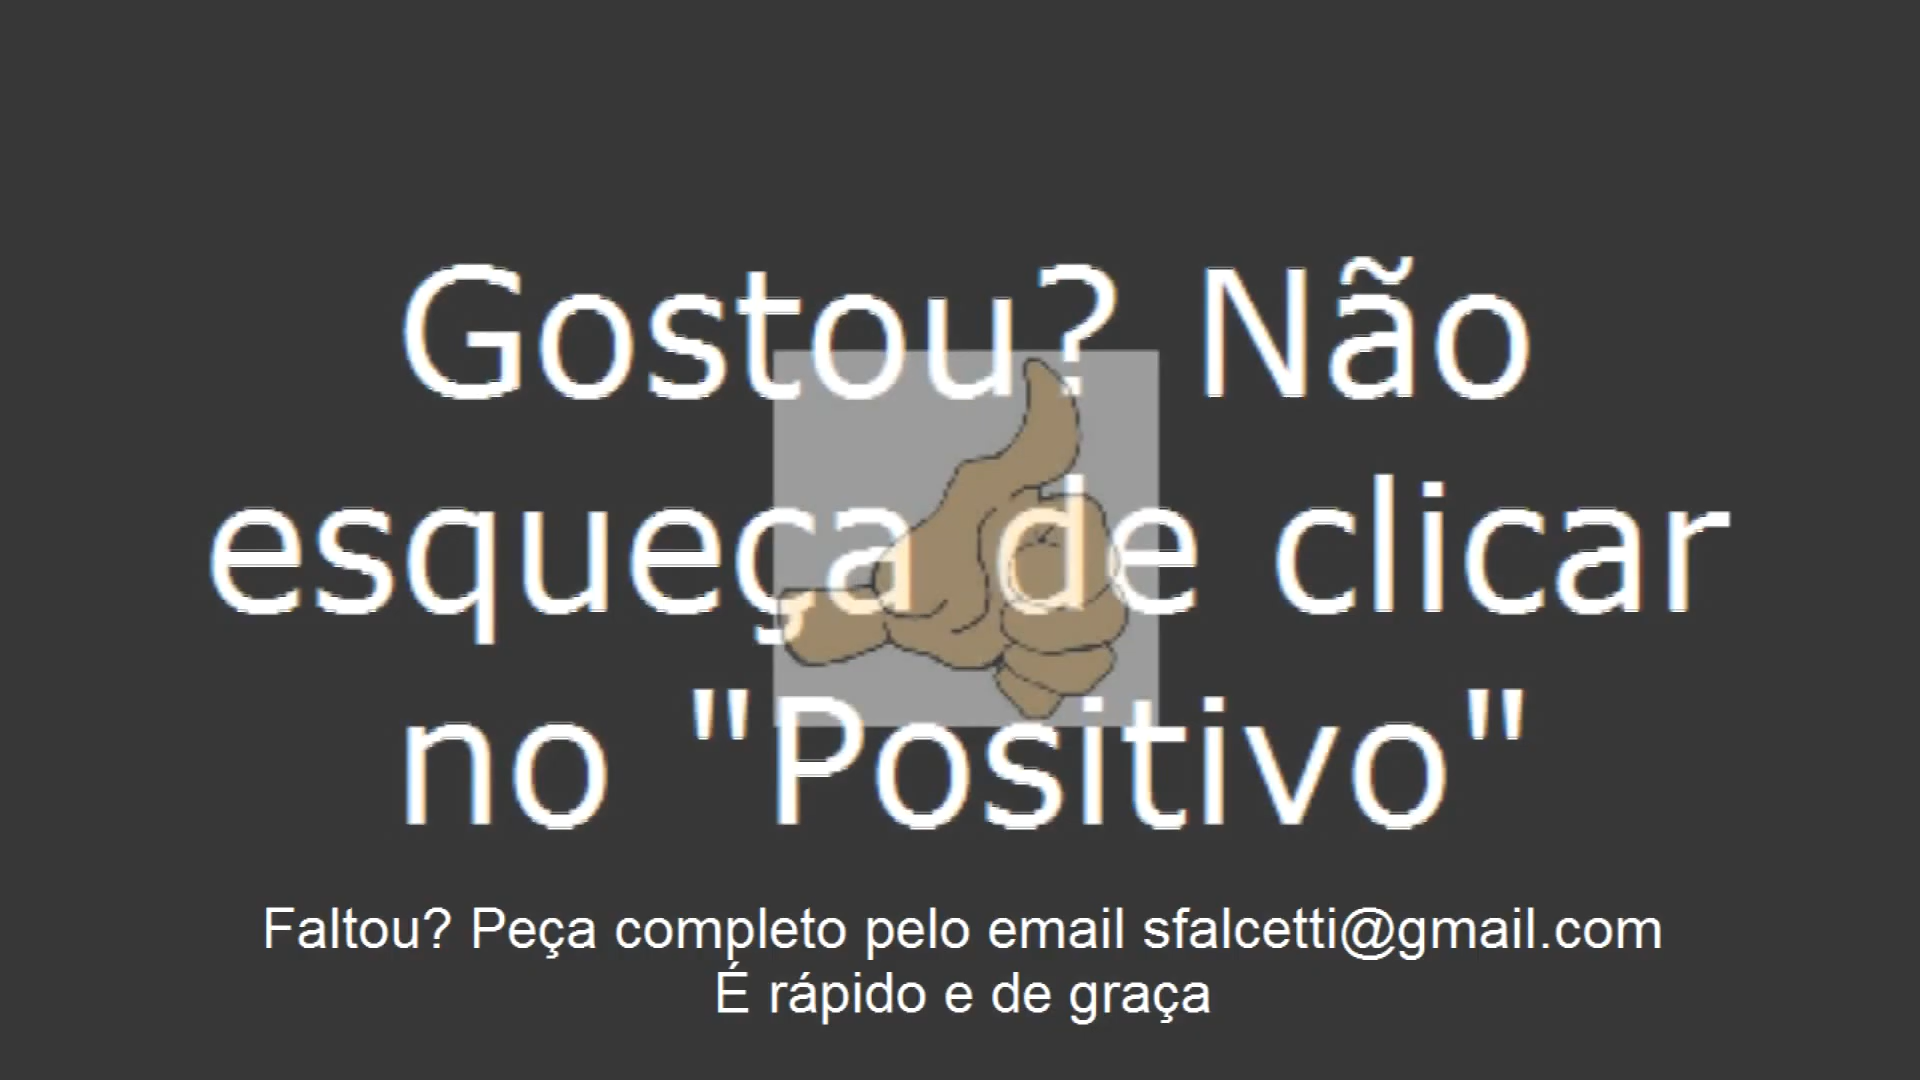 Gostou? Não
esqueça de clicar
no "Positivo"
Faltou? Peça completo pelo email sfalcetti@gmail.com
É rápido e de graça